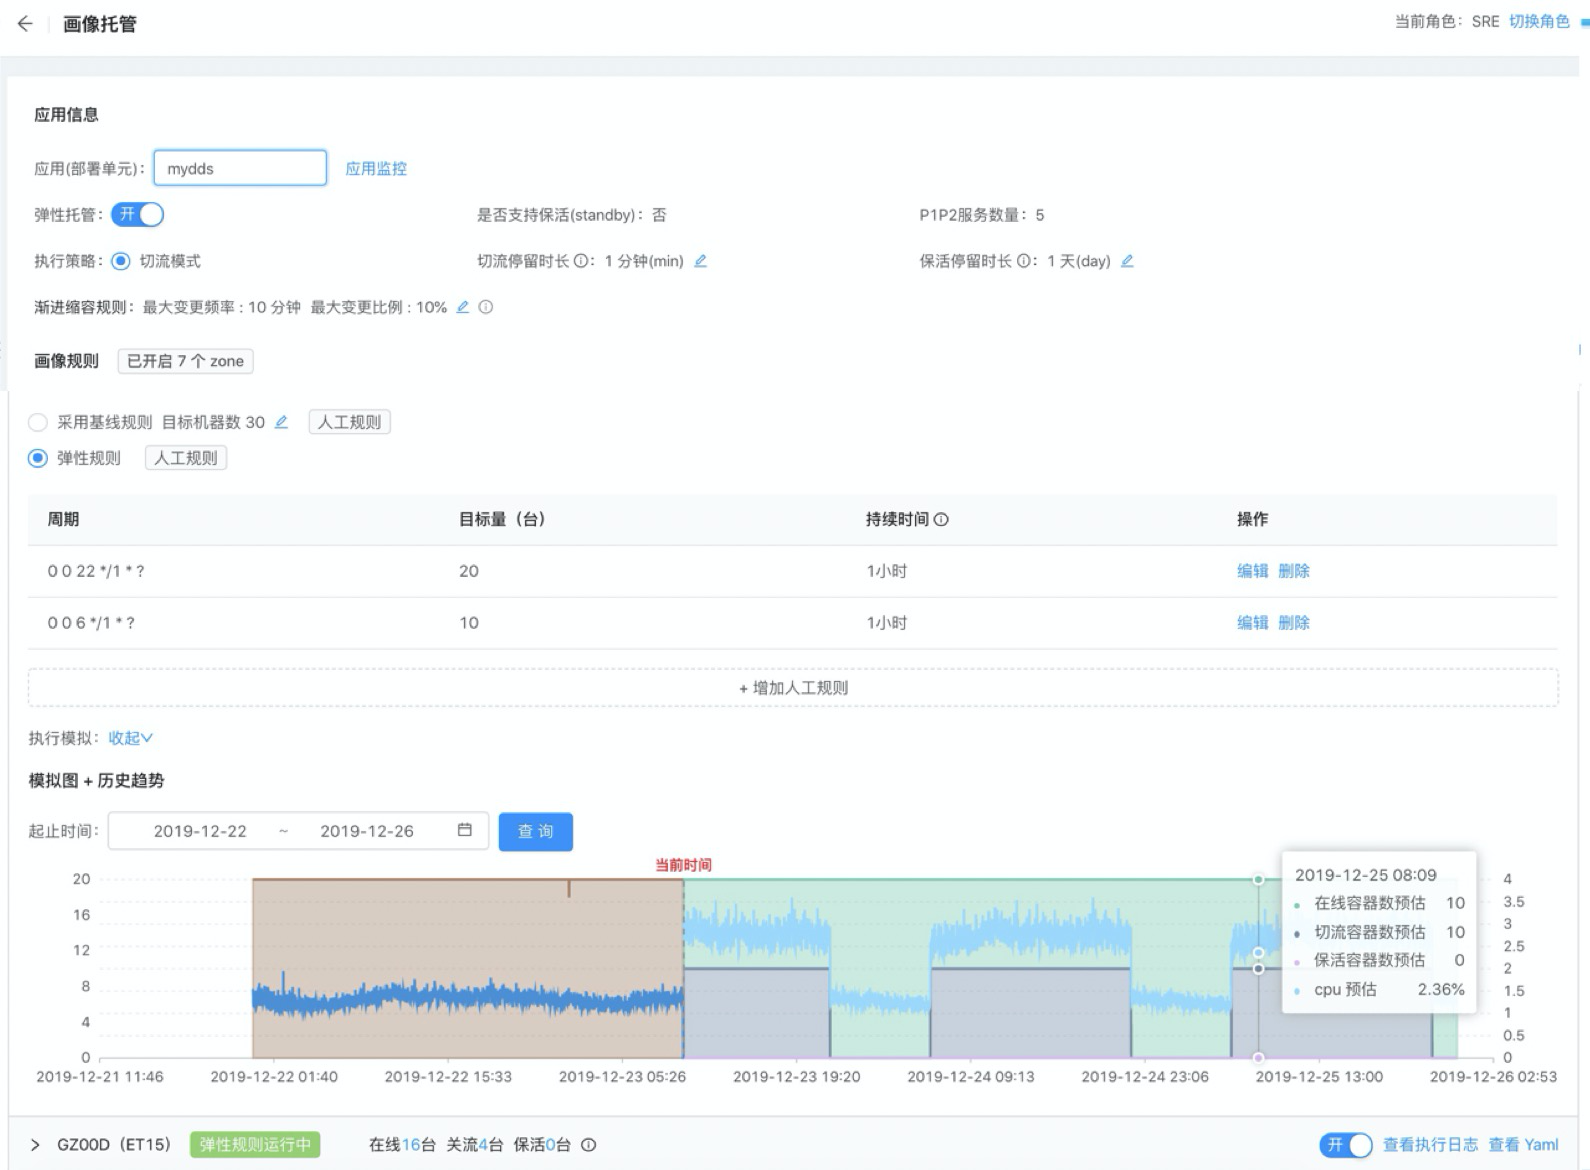 画像托管
当前角色：SRE 切换角色
应用信息
应用(部署单元)： mydds 应用监控
弹性托管： 开 是否支持保活(standby)：否 P1P2服务数量：5
执行策略： 切流模式 切流停留时长：1 分钟(min) 保活停留时长：1 天(day)
渐进缩容规则：最大变更频率 : 10 分钟 最大变更比例 : 10%
画像规则 已开启 7 个 zone
采用基线规则 目标机器数 30 人工规则
弹性规则 人工规则
周期 目标量（台） 持续时间 操作
0 0 22 */1 * ? 20 1小时 编辑 删除
0 0 6 */1 * ? 10 1小时 编辑 删除
+ 增加人工规则
执行模拟：收起
模拟图 + 历史趋势
起止时间： 2019-12-22 ~ 2019-12-26 查 询
当前时间
20
16
12
8
4
0
2019-12-25 08:09
在线容器数预估 10
切流容器数预估 10
保活容器数预估 0
cpu 预估 2.36%
4
3.5
3
2.5
2
1.5
1
0.5
0
2019-12-21 11:46 2019-12-22 01:40 2019-12-22 15:33 2019-12-23 05:26 2019-12-23 19:20 2019-12-24 09:13 2019-12-24 23:06 2019-12-25 13:00 2019-12-26 02:53
GZ00D（ET15） 弹性规则运行中 在线16台 关流4台 保活0台 开 查看执行日志 查看 Yaml